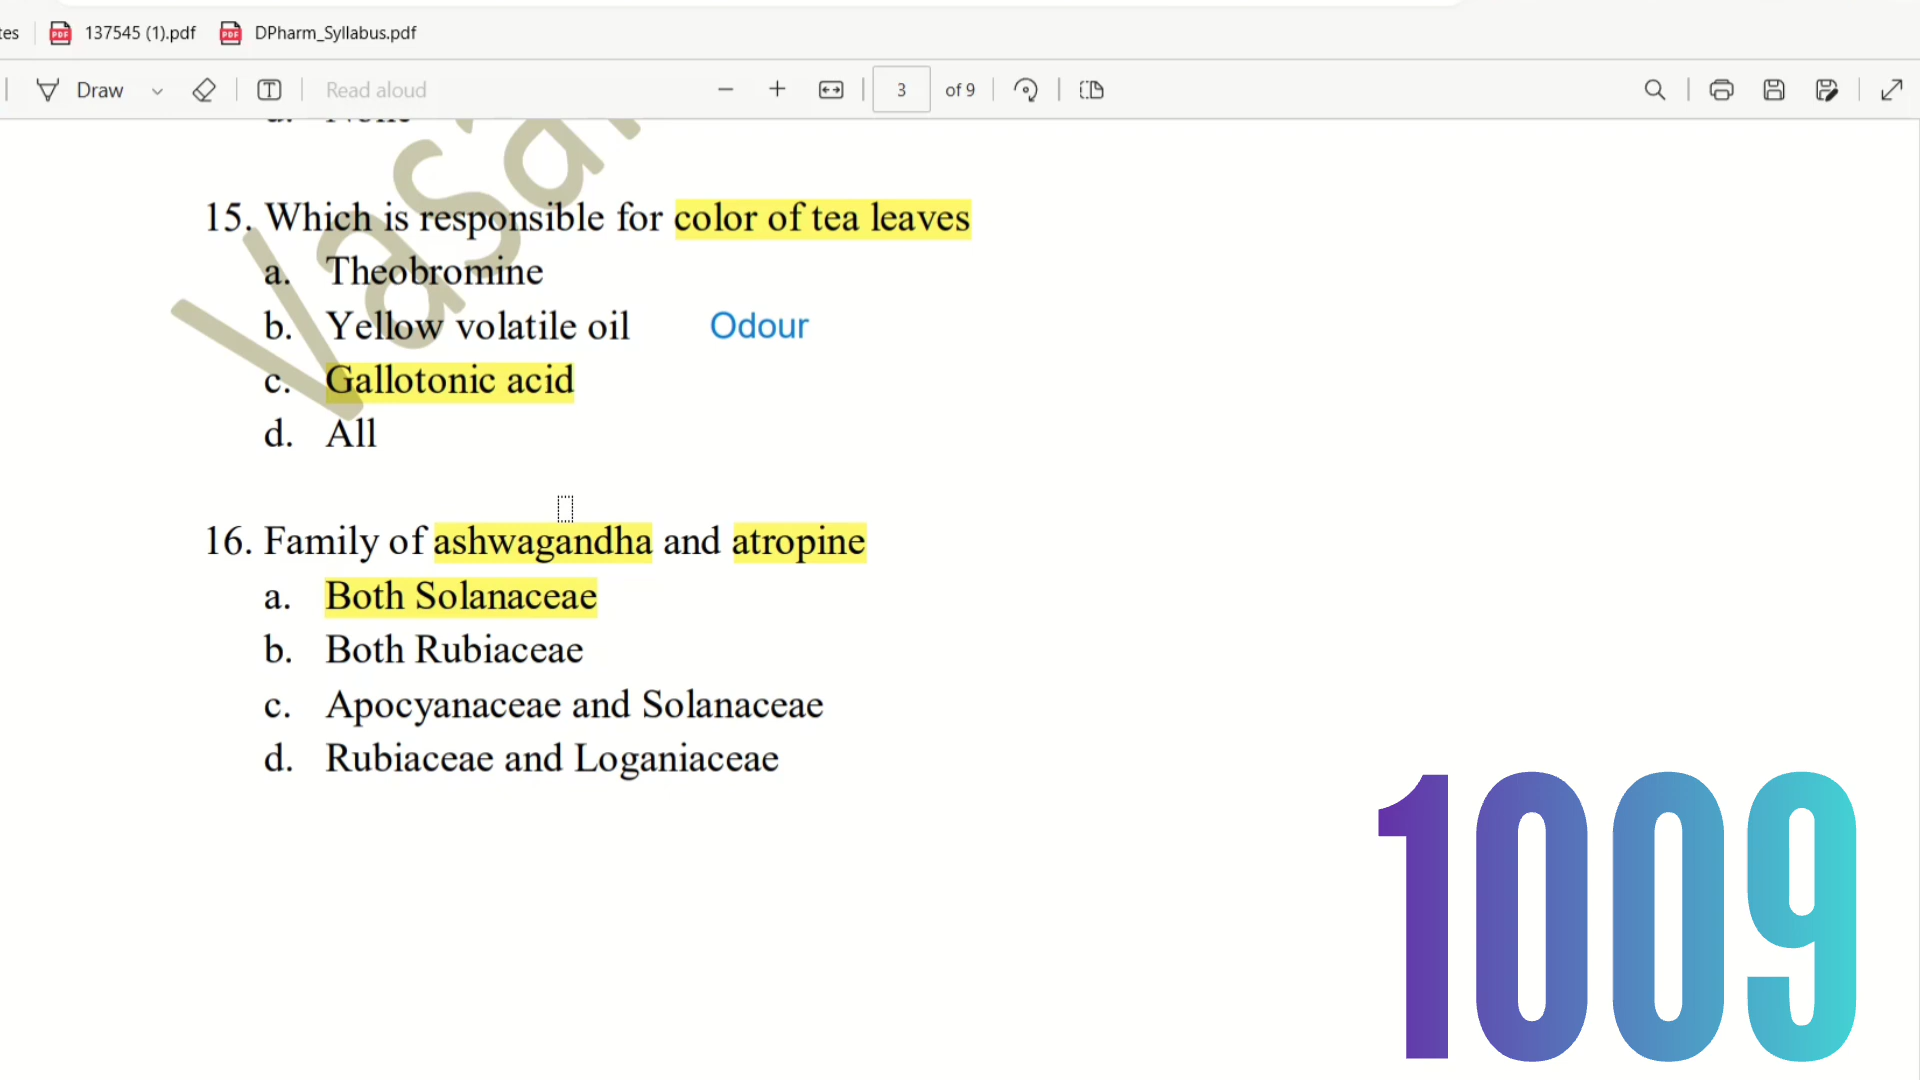 tes
137545 (1).pdf
DPharm_Syllabus.pdf
Draw
Read aloud
3 of 9
d. None
15. Which is responsible for color of tea leaves
a. Theobromine
b. Yellow volatile oil Odour
c. Gallotonic acid
d. All
16. Family of ashwagandha and atropine
a. Both Solanaceae
b. Both Rubiaceae
c. Apocyanaceae and Solanaceae
d. Rubiaceae and Loganiaceae
1009